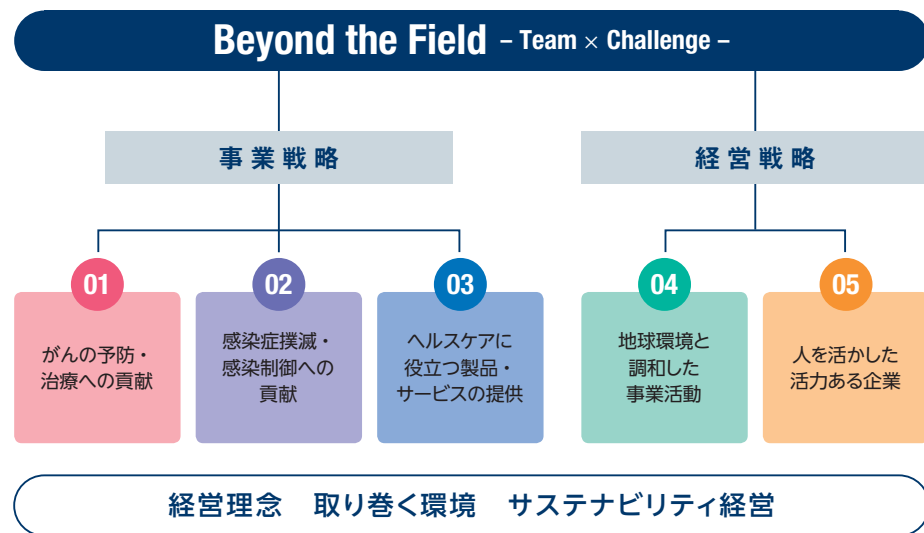 Beyond the Field – Team × Challenge –
事業戦略
経営戦略
01
がんの予防・
治療への貢献
02
感染症撲滅・
感染制御への
貢献
03
ヘルスケアに
役立つ製品・
サービスの提供
04
地球環境と
調和した
事業活動
05
人を活かした
活力ある企業
経営理念 取り巻く環境 サステナビリティ経営